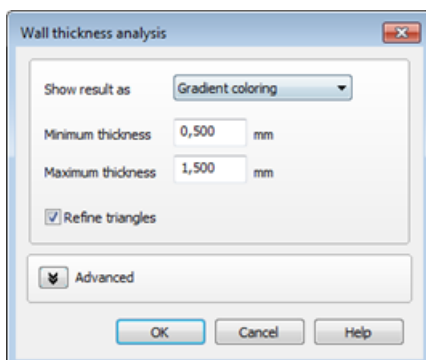 Wall thickness analysis
Show result as Gradient coloring
Minimum thickness 0,500 mm
Maximum thickness 1,500 mm
Refine triangles
Advanced
OK Cancel Help